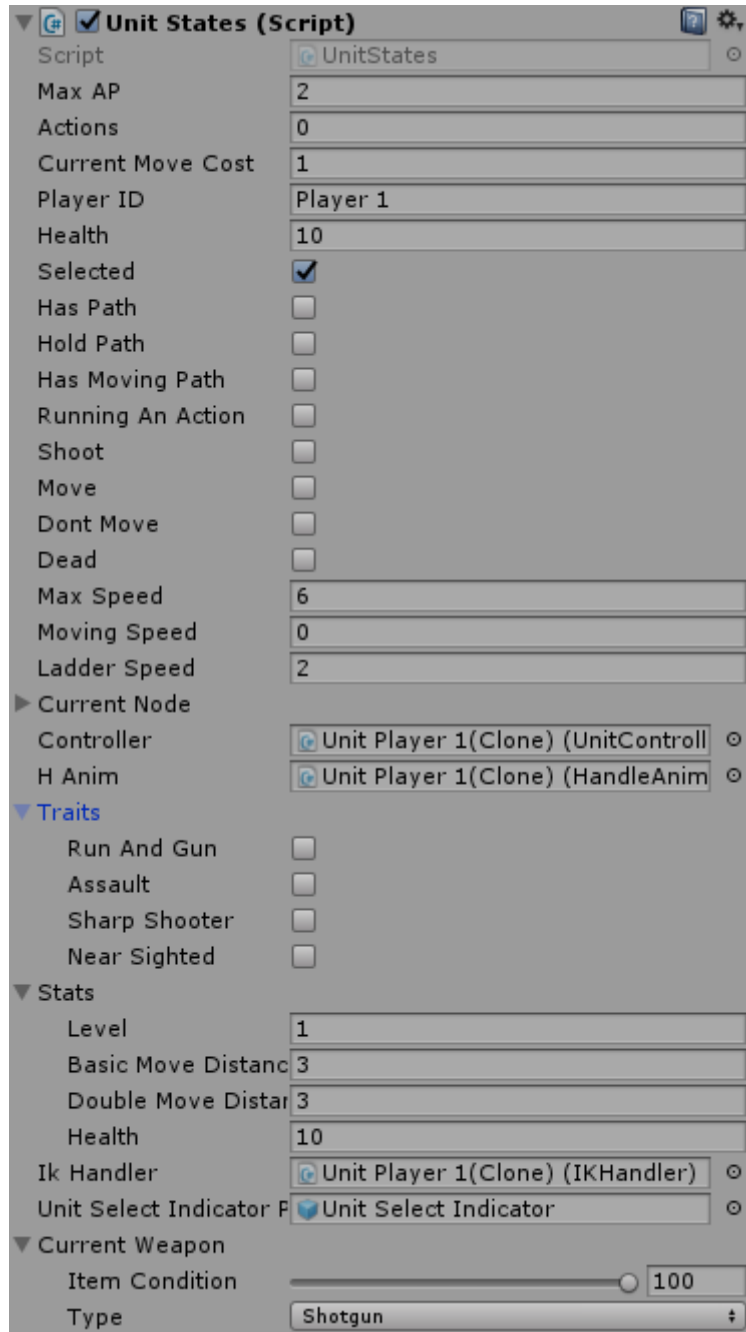 Unit States (Script)
Script UnitStates
Max AP 2
Actions 0
Current Move Cost 1
Player ID Player 1
Health 10
Selected
Has Path
Hold Path
Has Moving Path
Running An Action
Shoot
Move
Dont Move
Dead
Max Speed 6
Moving Speed 0
Ladder Speed 2
Current Node
Controller Unit Player 1(Clone) (UnitControll
H Anim Unit Player 1(Clone) (HandleAnim
Traits
Run And Gun
Assault
Sharp Shooter
Near Sighted
Stats
Level 1
Basic Move Distanc 3
Double Move Distar 3
Health 10
Ik Handler Unit Player 1(Clone) (IKHandler)
Unit Select Indicator P Unit Select Indicator
Current Weapon
Item Condition 100
Type Shotgun